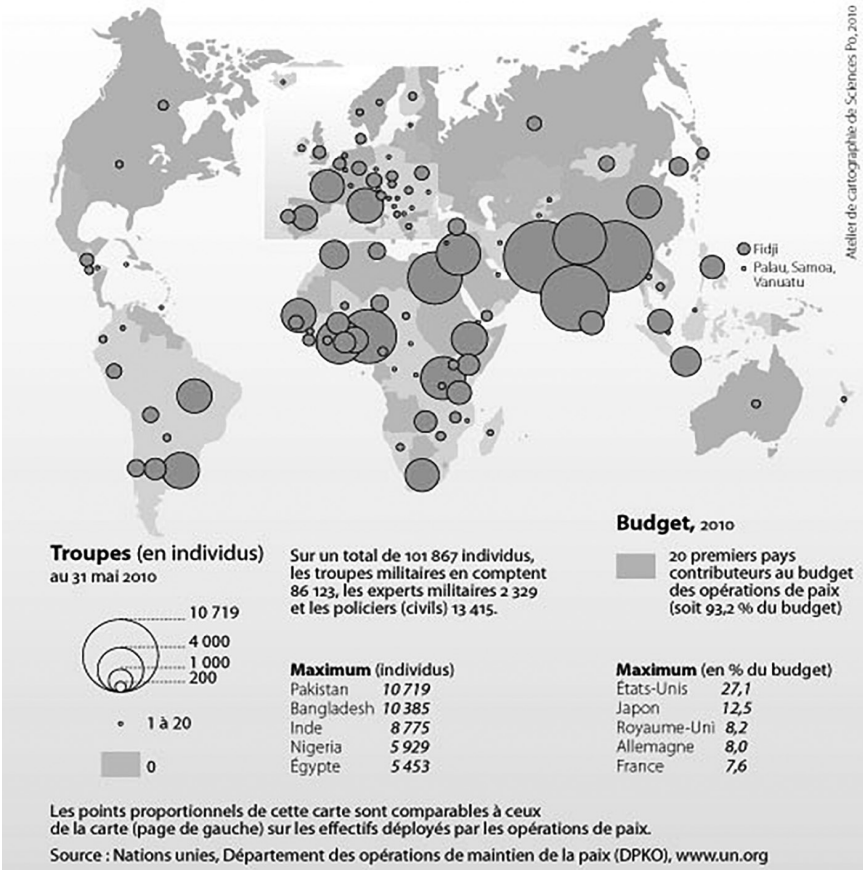 Atelier de cartographie de Sciences Po, 2010
Fidji
Palau, Samoa,
Vanuatu
Troupes (en individus)
au 31 mai 2010
10 719
4 000
1 000
200
1 à 20
0
Sur un total de 101 867 individus,
les troupes militaires en comptent
86 123, les experts militaires 2 329
et les policiers (civils) 13 415.
Maximum (individus)
Pakistan 10 719
Bangladesh 10 385
Inde 8 775
Nigeria 5 929
Égypte 5 453
Budget, 2010
20 premiers pays
contributeurs au budget
des opérations de paix
(soit 93,2 % du budget)
Maximum (en % du budget)
États-Unis 27,1
Japon 12,5
Royaume-Uni 8,2
Allemagne 8,0
France 7,6
Les points proportionnels de cette carte sont comparables à ceux
de la carte (page de gauche) sur les effectifs déployés par les opérations de paix.
Source : Nations unies, Département des opérations de maintien de la paix (DPKO), www.un.org